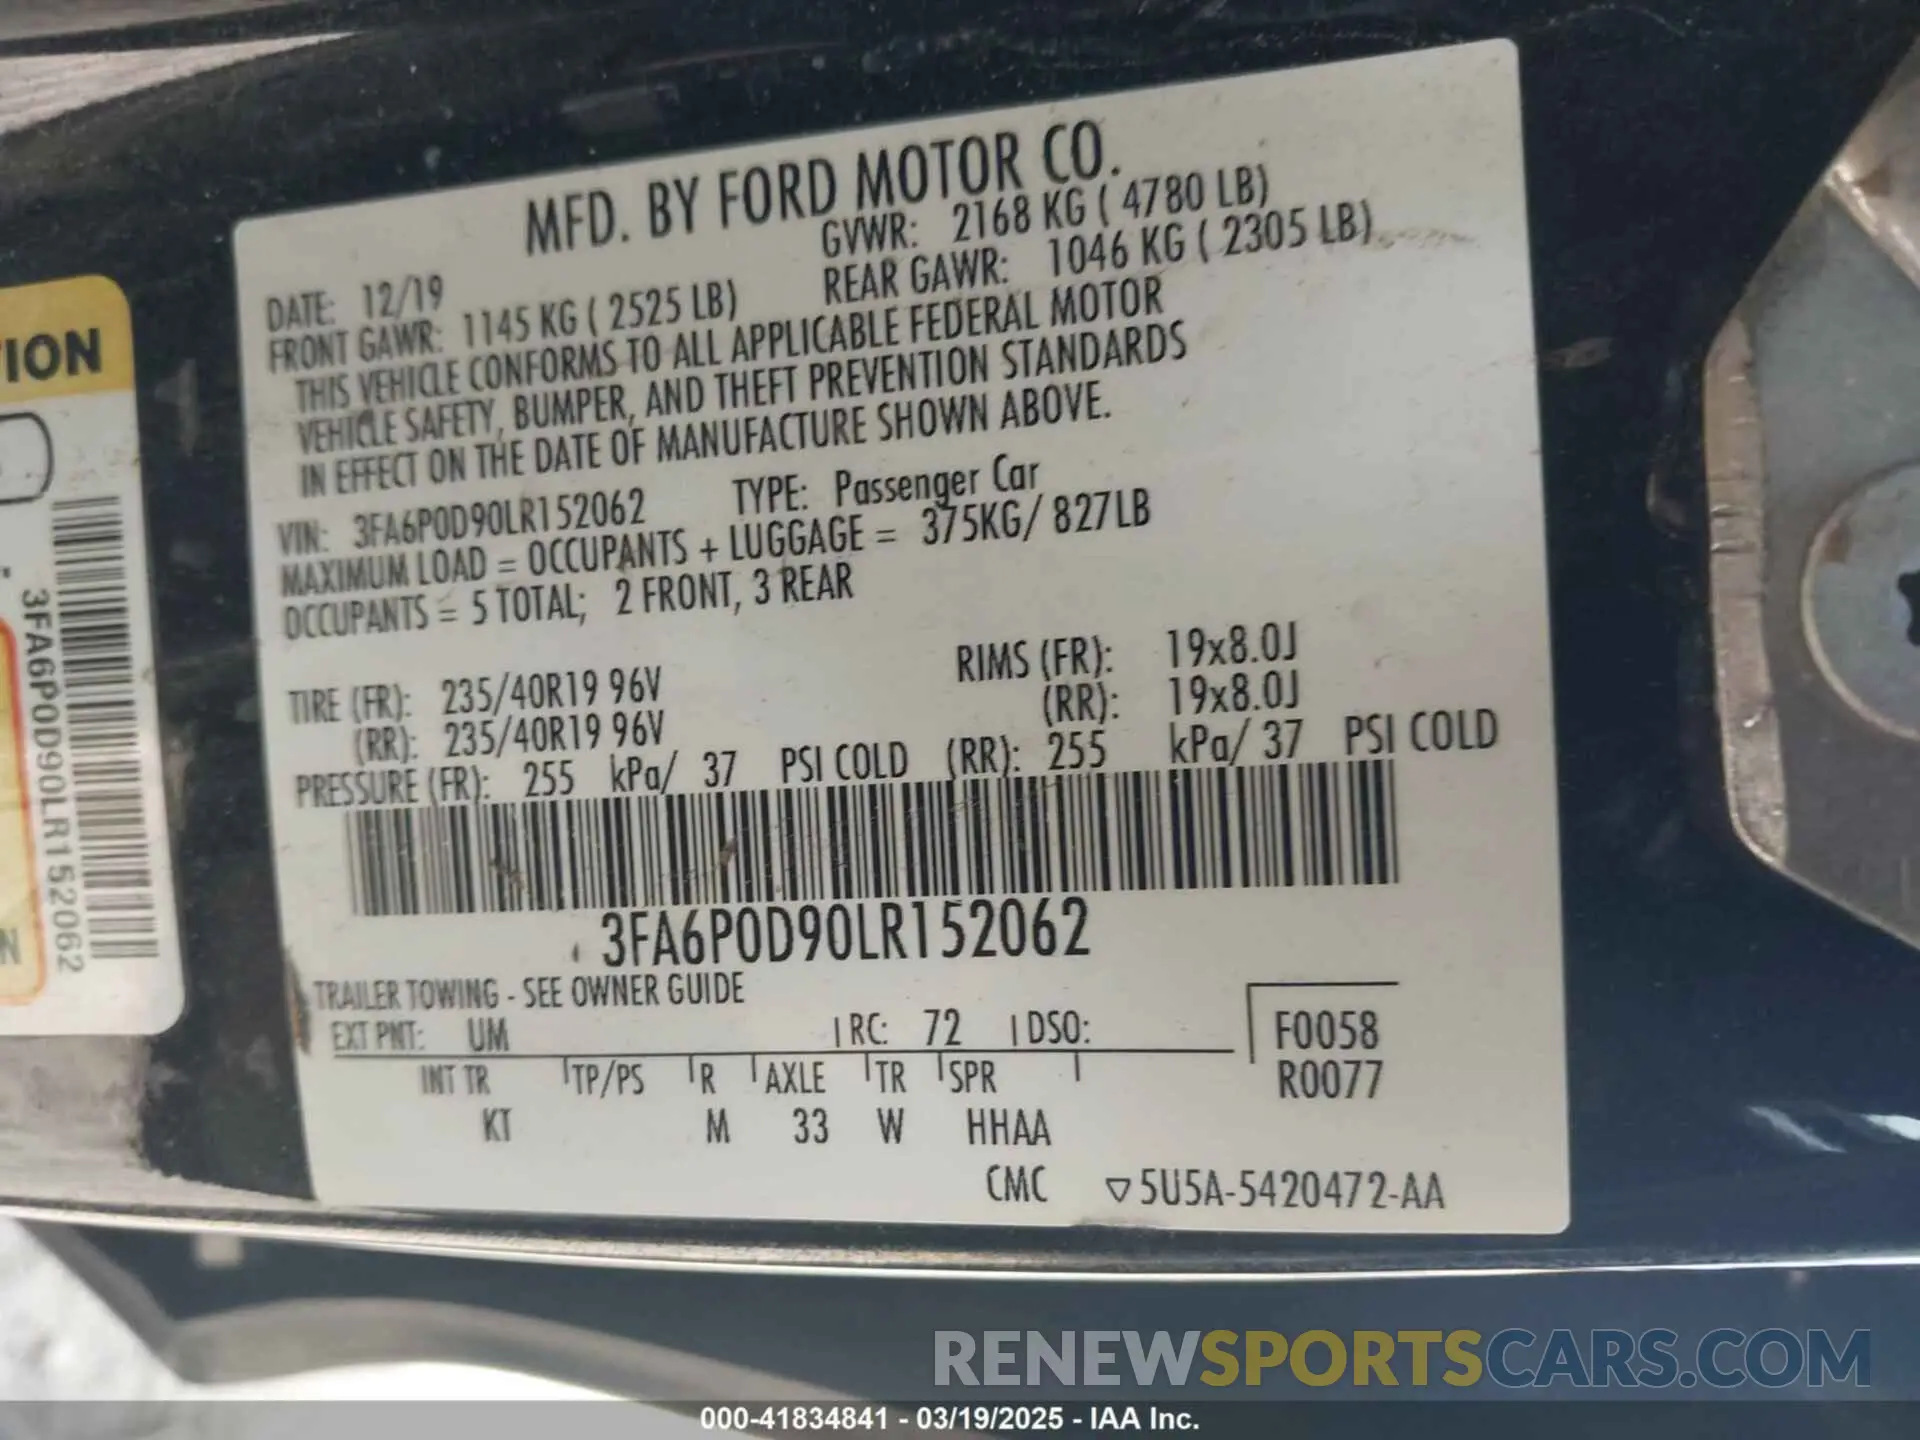 MFD. BY FORD MOTOR CO.
DATE: 12/19 GVWR: 2168 KG ( 4780 LB)
FRONT GAWR: 1145 KG ( 2525 LB) REAR GAWR: 1046 KG ( 2305 LB)
THIS VEHICLE CONFORMS TO ALL APPLICABLE FEDERAL MOTOR
VEHICLE SAFETY, BUMPER, AND THEFT PREVENTION STANDARDS
IN EFFECT ON THE DATE OF MANUFACTURE SHOWN ABOVE.
VIN: 3FA6P0D90LR152062 TYPE: Passenger Car
MAXIMUM LOAD = OCCUPANTS + LUGGAGE = 375KG/ 827LB
OCCUPANTS = 5 TOTAL; 2 FRONT, 3 REAR
TIRE (FR): 235/40R19 96V RIMS (FR): 19x8.0J
(RR): 235/40R19 96V (RR): 19x8.0J
PRESSURE (FR): 255 kPa/ 37 PSI COLD (RR): 255 kPa/ 37 PSI COLD
3FA6P0D90LR152062
TRAILER TOWING - SEE OWNER GUIDE
EXT PNT: UM RC: 72 DSO: F0058
R0077
INT TR TP/PS R AXLE TR SPR
KT M 33 W HHAA
CMC ▽5U5A-5420472-AA
TION
3FA6P0D90LR152062
N
RENEWSPORTSCARS.COM
000-41834841 - 03/19/2025 - IAA Inc.